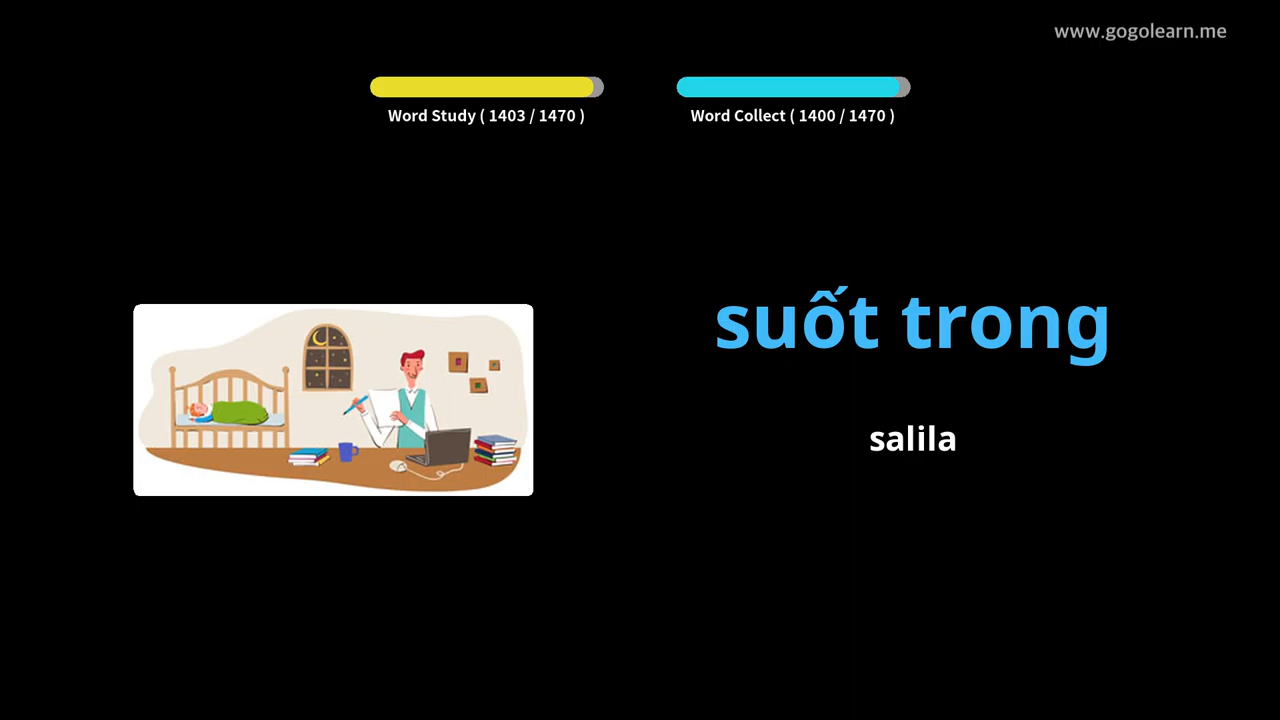 www.gogolearn.me
Word Study ( 1403 / 1470 )
Word Collect ( 1400 / 1470 )
suốt trong
salila